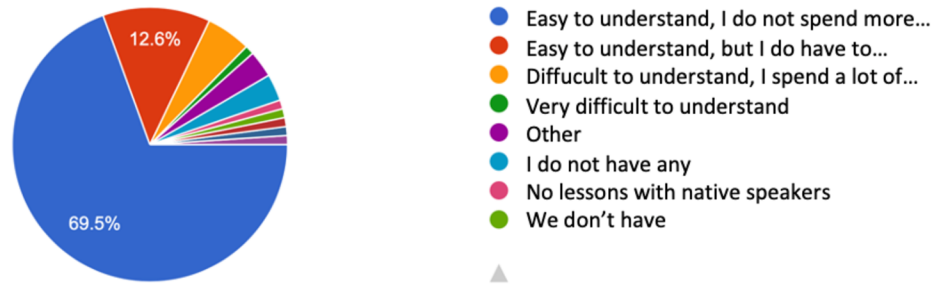 12.6%
69.5%
Easy to understand, I do not spend more...
Easy to understand, but I do have to...
Diffucult to understand, I spend a lot of...
Very difficult to understand
Other
I do not have any
No lessons with native speakers
We don’t have